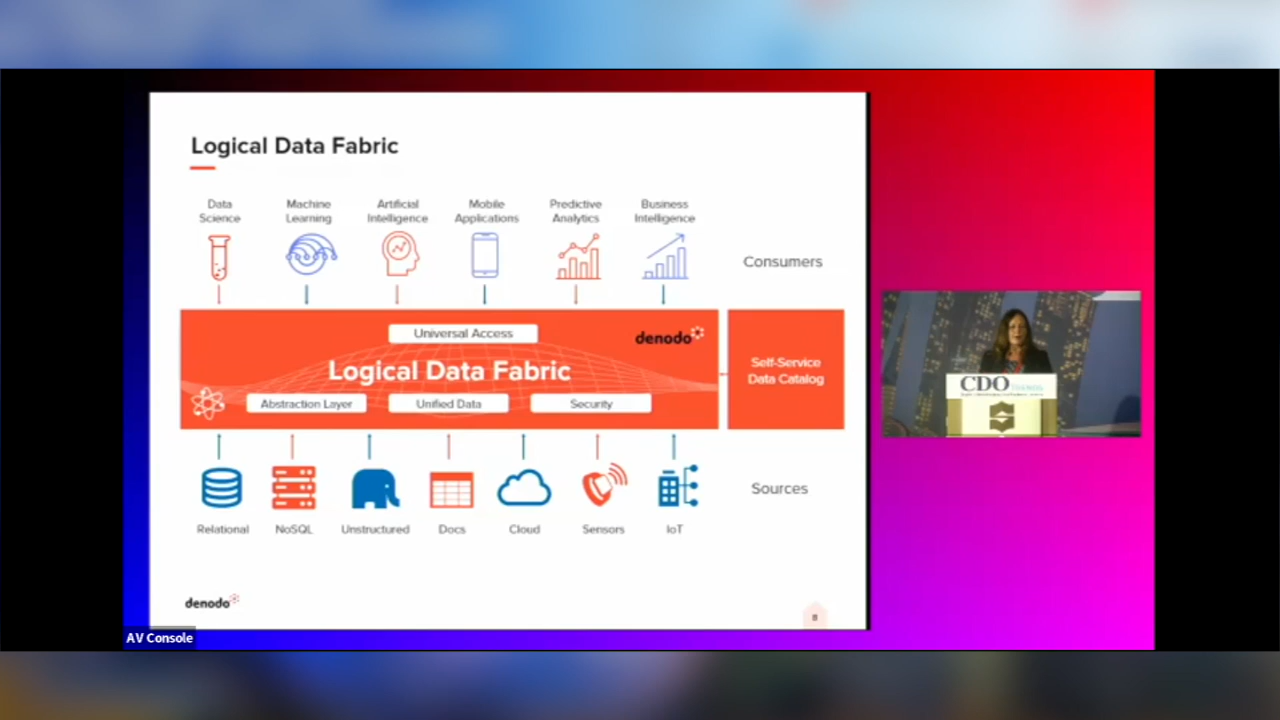 Logical Data Fabric
Data
Science
Machine
Learning
Artificial
Intelligence
Mobile
Applications
Predictive
Analytics
Business
Intelligence
Consumers
Universal Access
denodo
Logical Data Fabric
Abstraction Layer
Unified Data
Security
Self-Service
Data Catalog
Relational
NoSQL
Unstructured
Docs
Cloud
Sensors
IoT
Sources
denodo
8
CDO TRENDS
AV Console